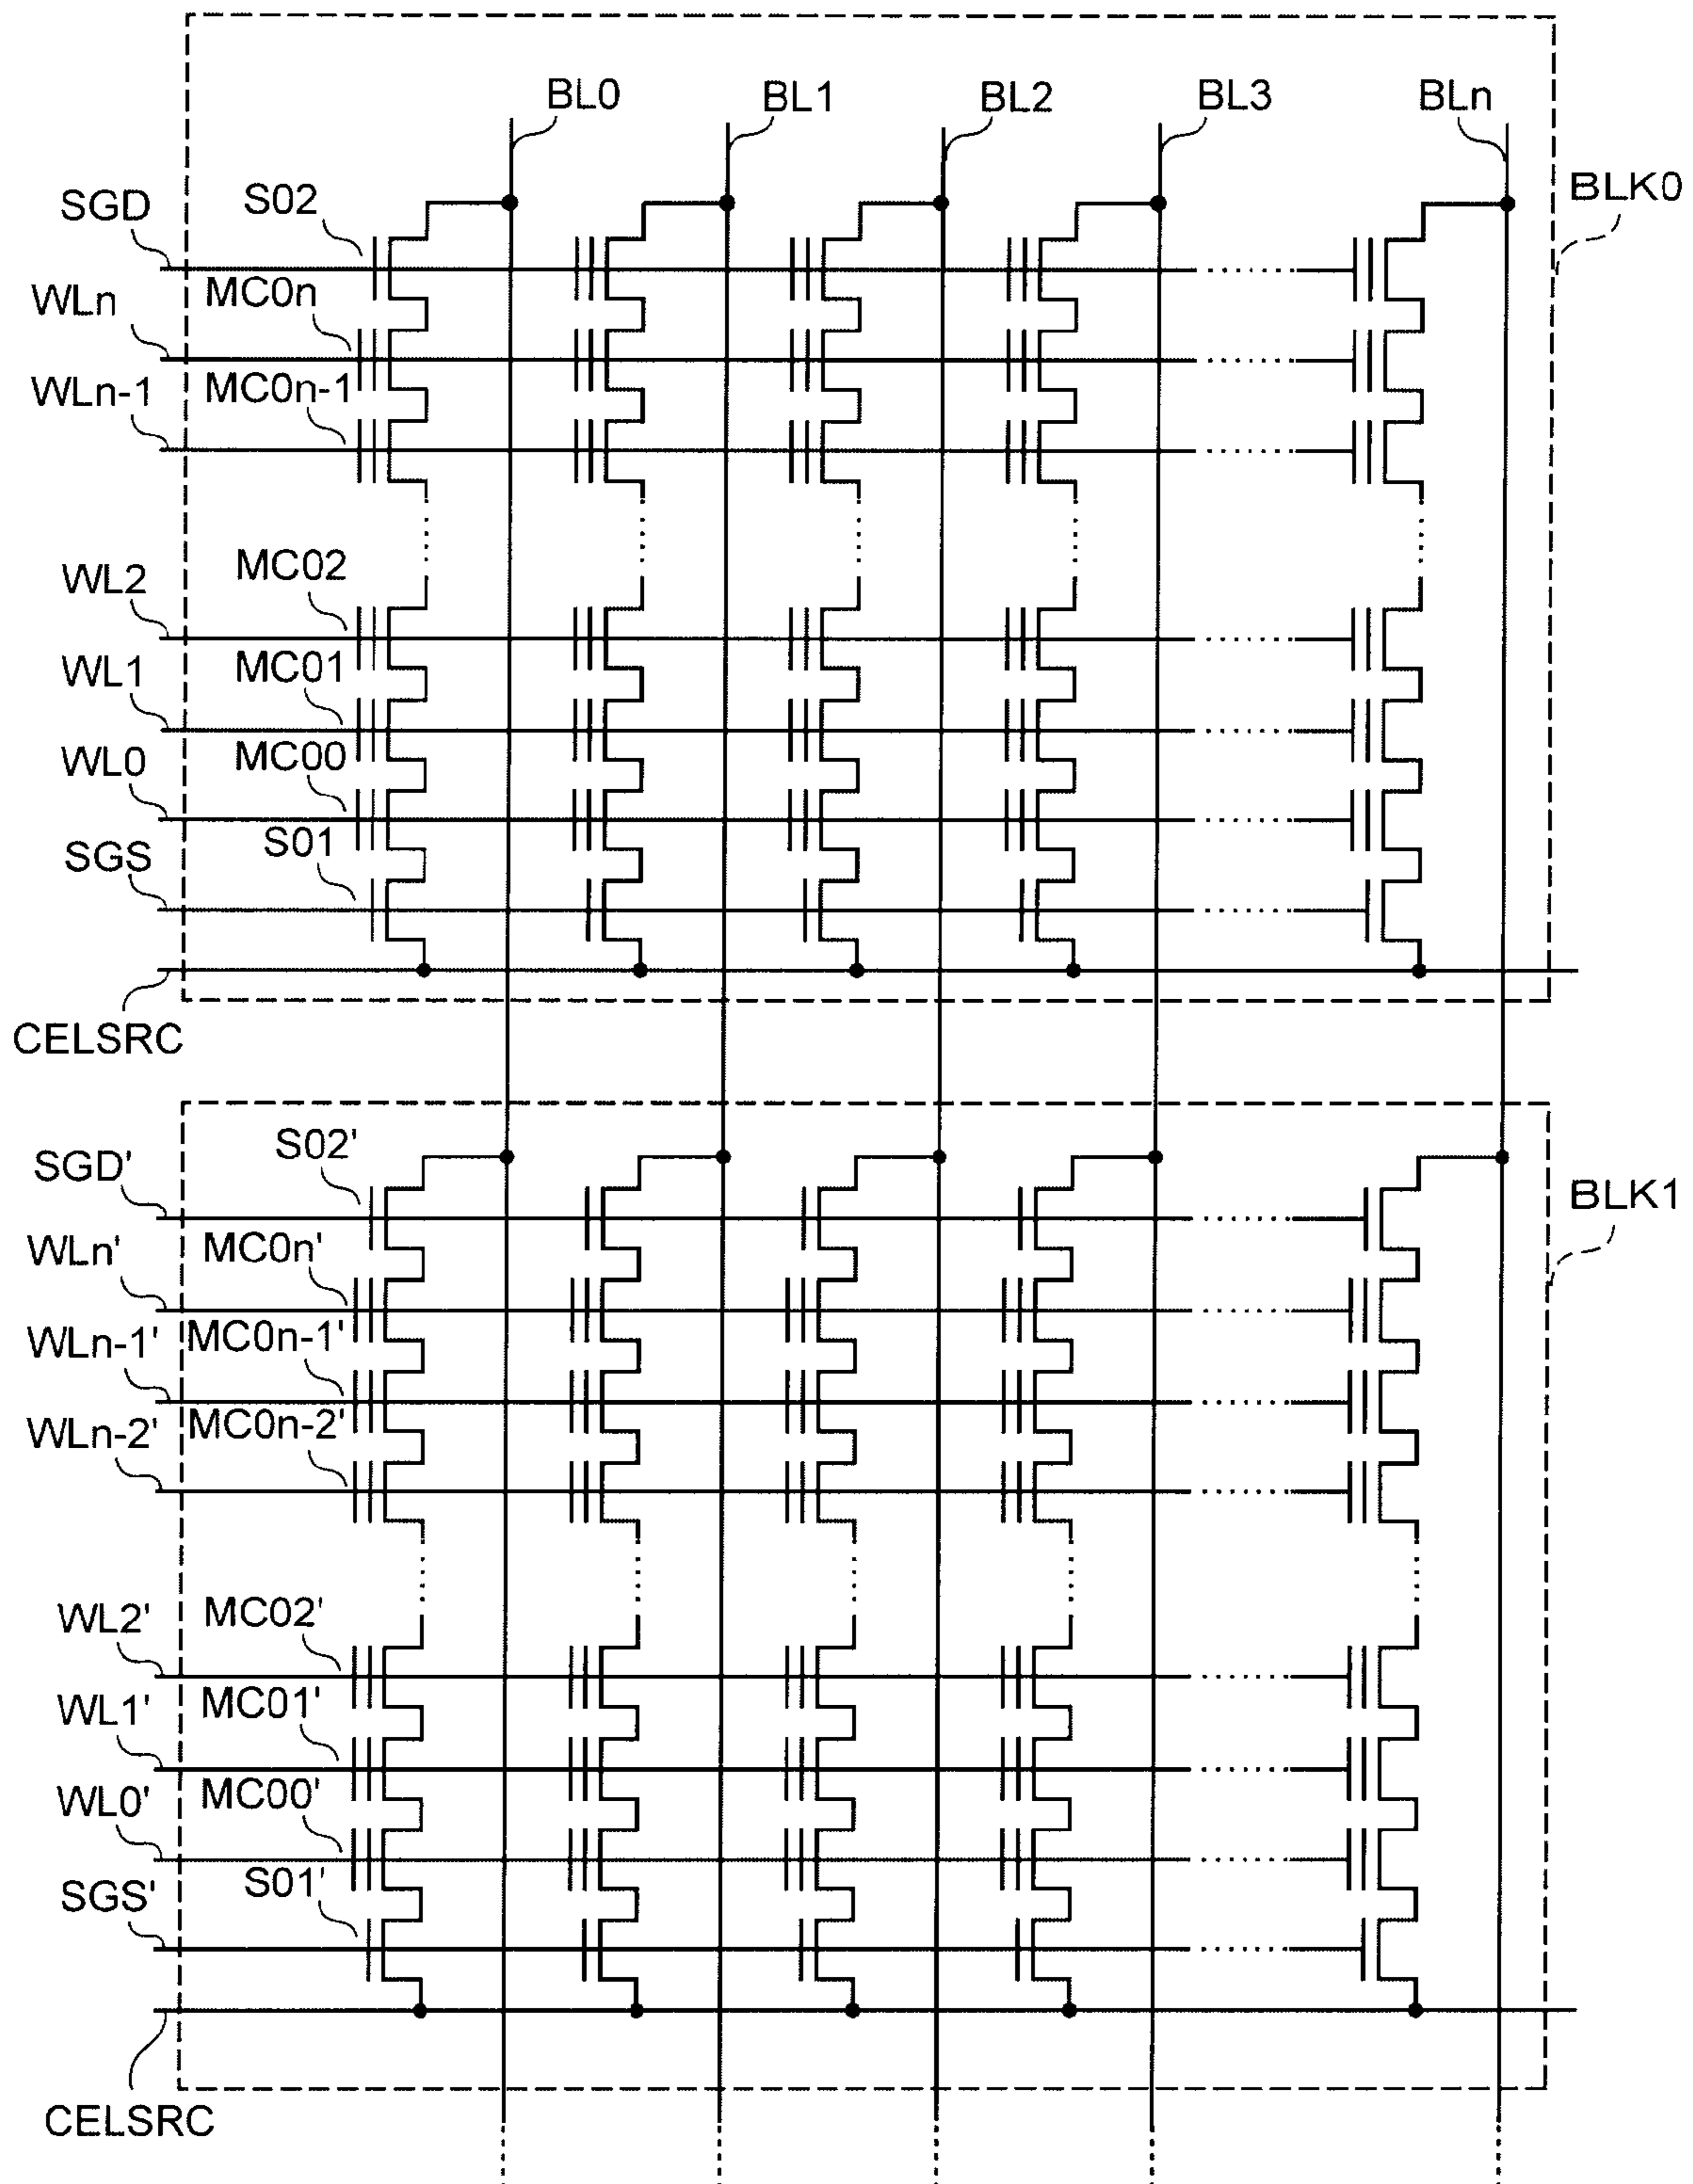 BL0 BL1 BL2 BL3 BLn
BLK0
SGD S02
WLn MC0n
WLn-1 MC0n-1
WL2 MC02
WL1 MC01
WL0 MC00
SGS S01
CELSRC
SGD' S02'
BLK1
WLn' MC0n'
WLn-1' MC0n-1'
WLn-2' MC0n-2'
WL2' MC02'
WL1' MC01'
WL0' MC00'
SGS' S01'
CELSRC